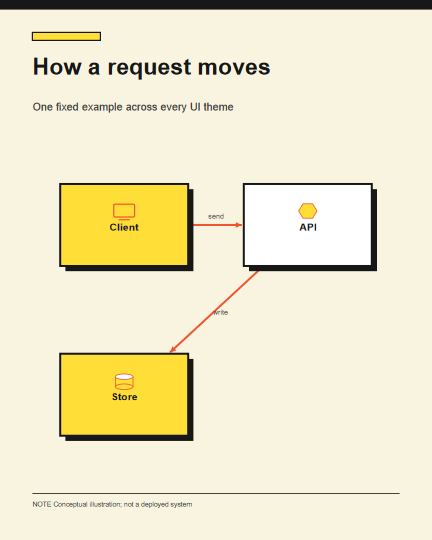 How a request moves
One fixed example across every UI theme
Client
send
API
write
Store
NOTE Conceptual illustration; not a deployed system